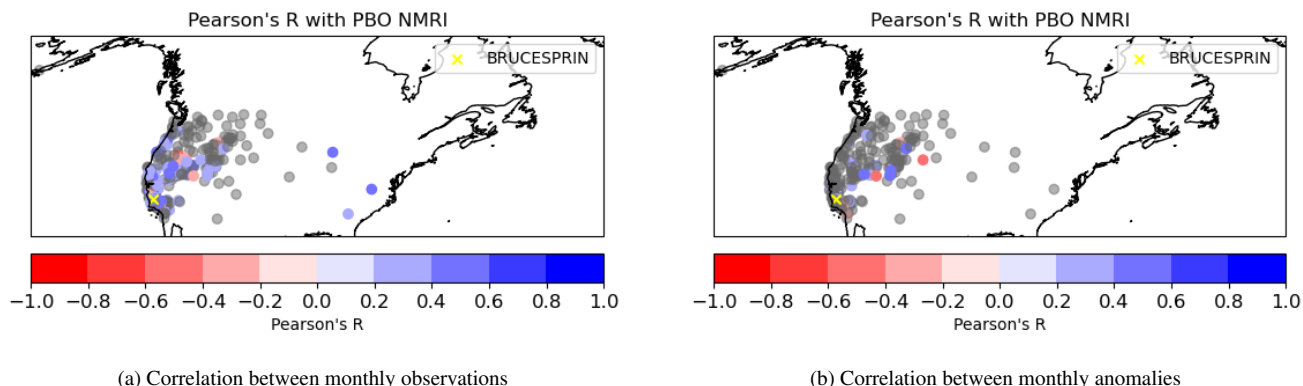 Pearson's R with PBO NMRI
BRUCESPRIN
−1.0 −0.8 −0.6 −0.4 −0.2 0.0 0.2 0.4 0.6 0.8 1.0
Pearson's R
(a) Correlation between monthly observations
Pearson's R with PBO NMRI
BRUCESPRIN
−1.0 −0.8 −0.6 −0.4 −0.2 0.0 0.2 0.4 0.6 0.8 1.0
Pearson's R
(b) Correlation between monthly anomalies